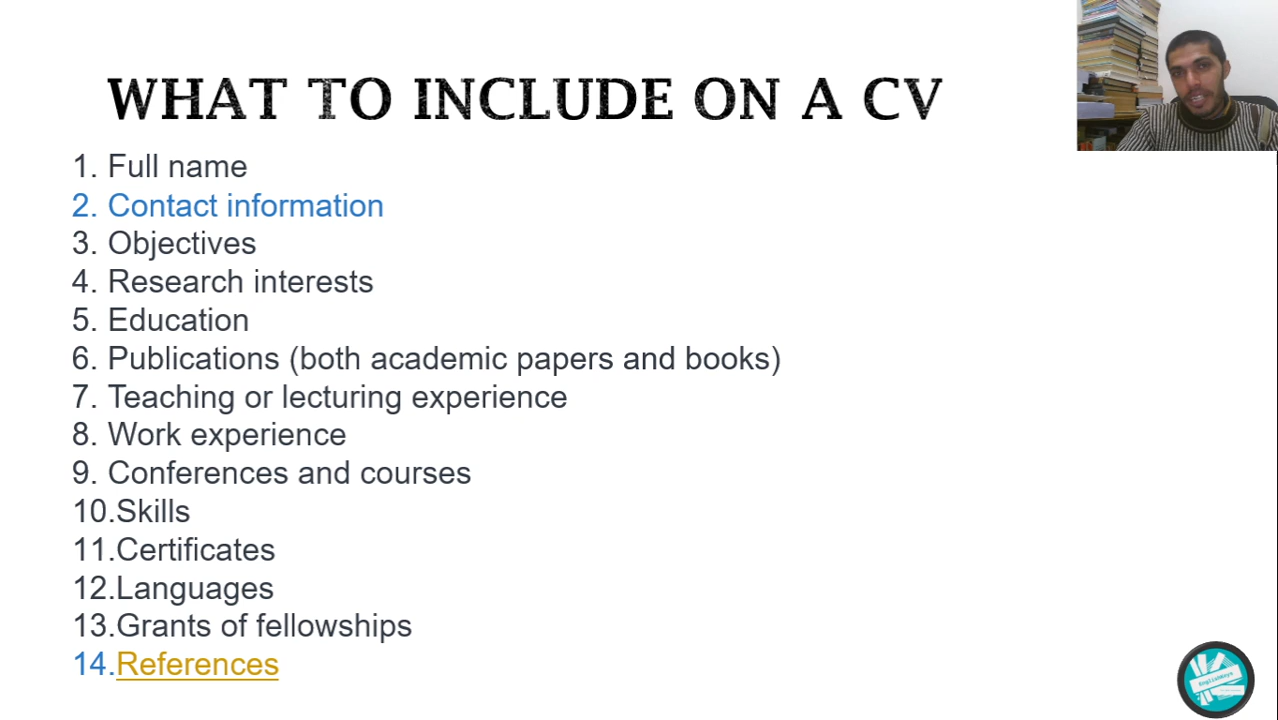 WHAT TO INCLUDE ON A CV
1. Full name
2. Contact information
3. Objectives
4. Research interests
5. Education
6. Publications (both academic papers and books)
7. Teaching or lecturing experience
8. Work experience
9. Conferences and courses
10.Skills
11.Certificates
12.Languages
13.Grants of fellowships
14.References